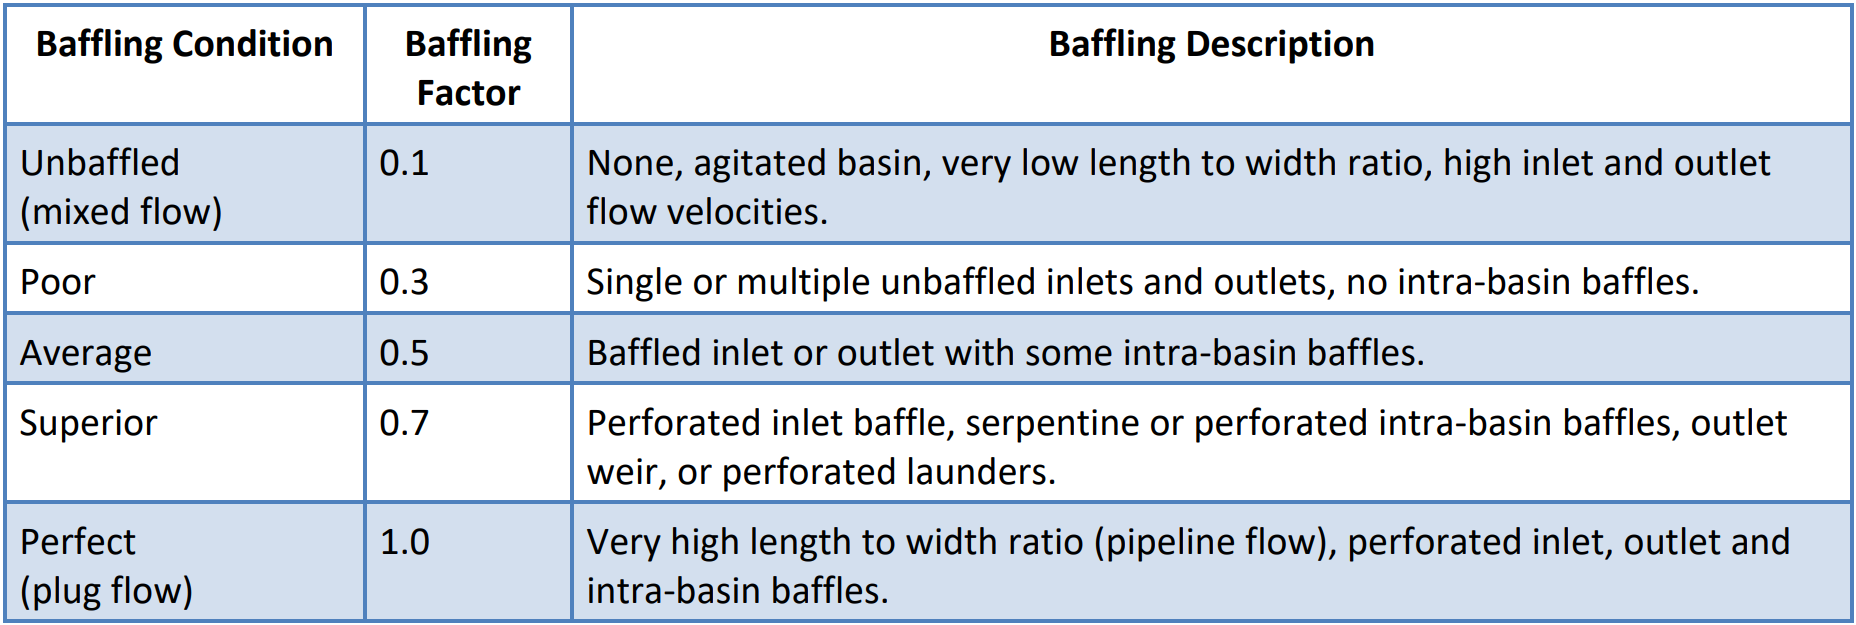 Baffling Condition
Baffling
Factor
Baffling Description
Unbaffled
(mixed flow)
0.1
None, agitated basin, very low length to width ratio, high inlet and outlet
flow velocities.
Poor
0.3
Single or multiple unbaffled inlets and outlets, no intra-basin baffles.
Average
0.5
Baffled inlet or outlet with some intra-basin baffles.
Superior
0.7
Perforated inlet baffle, serpentine or perforated intra-basin baffles, outlet
weir, or perforated launders.
Perfect
(plug flow)
1.0
Very high length to width ratio (pipeline flow), perforated inlet, outlet and
intra-basin baffles.